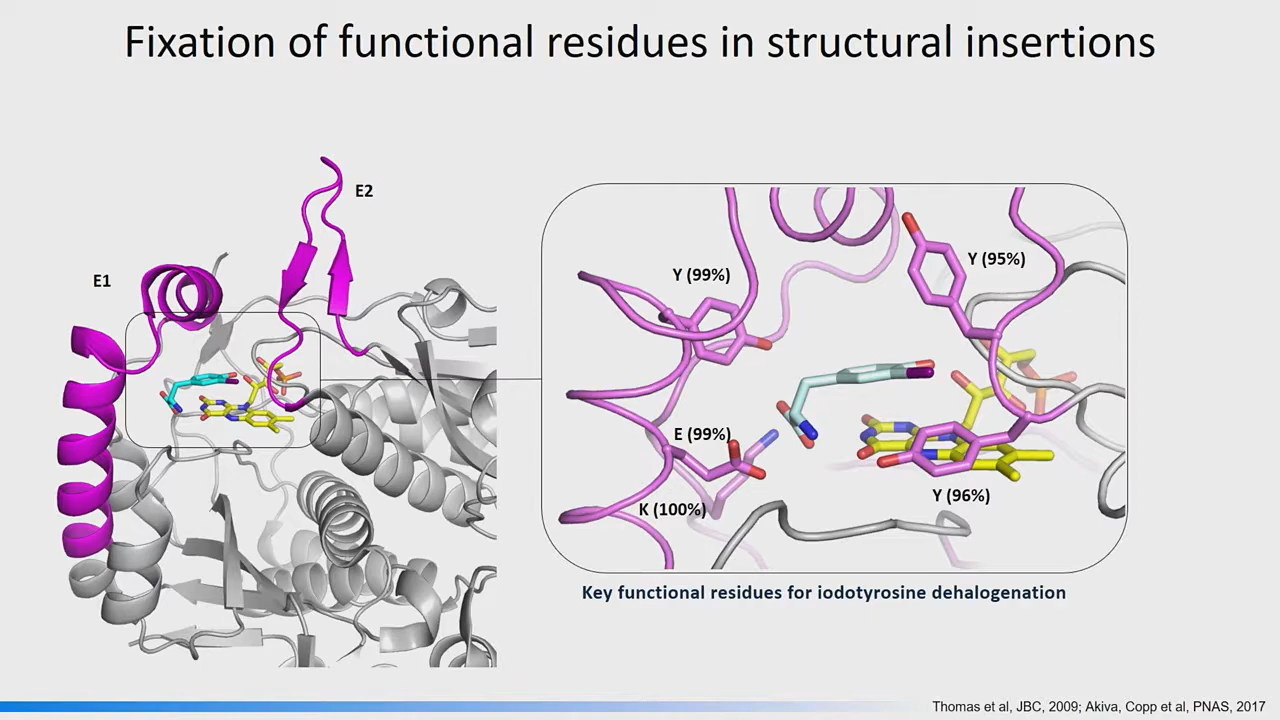 Fixation of functional residues in structural insertions
E2
E1
Y (99%)
Y (95%)
E (99%)
K (100%)
Y (96%)
Key functional residues for iodotyrosine dehalogenation
Thomas et al, JBC, 2009; Akiva, Copp et al, PNAS, 2017